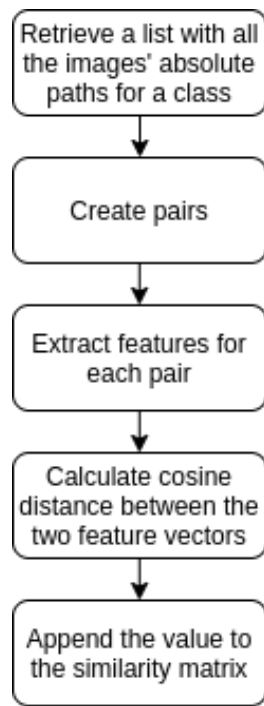 Retrieve a list with all
the images' absolute
paths for a class
Create pairs
Extract features for
each pair
Calculate cosine
distance between the
two feature vectors
Append the value to
the similarity matrix